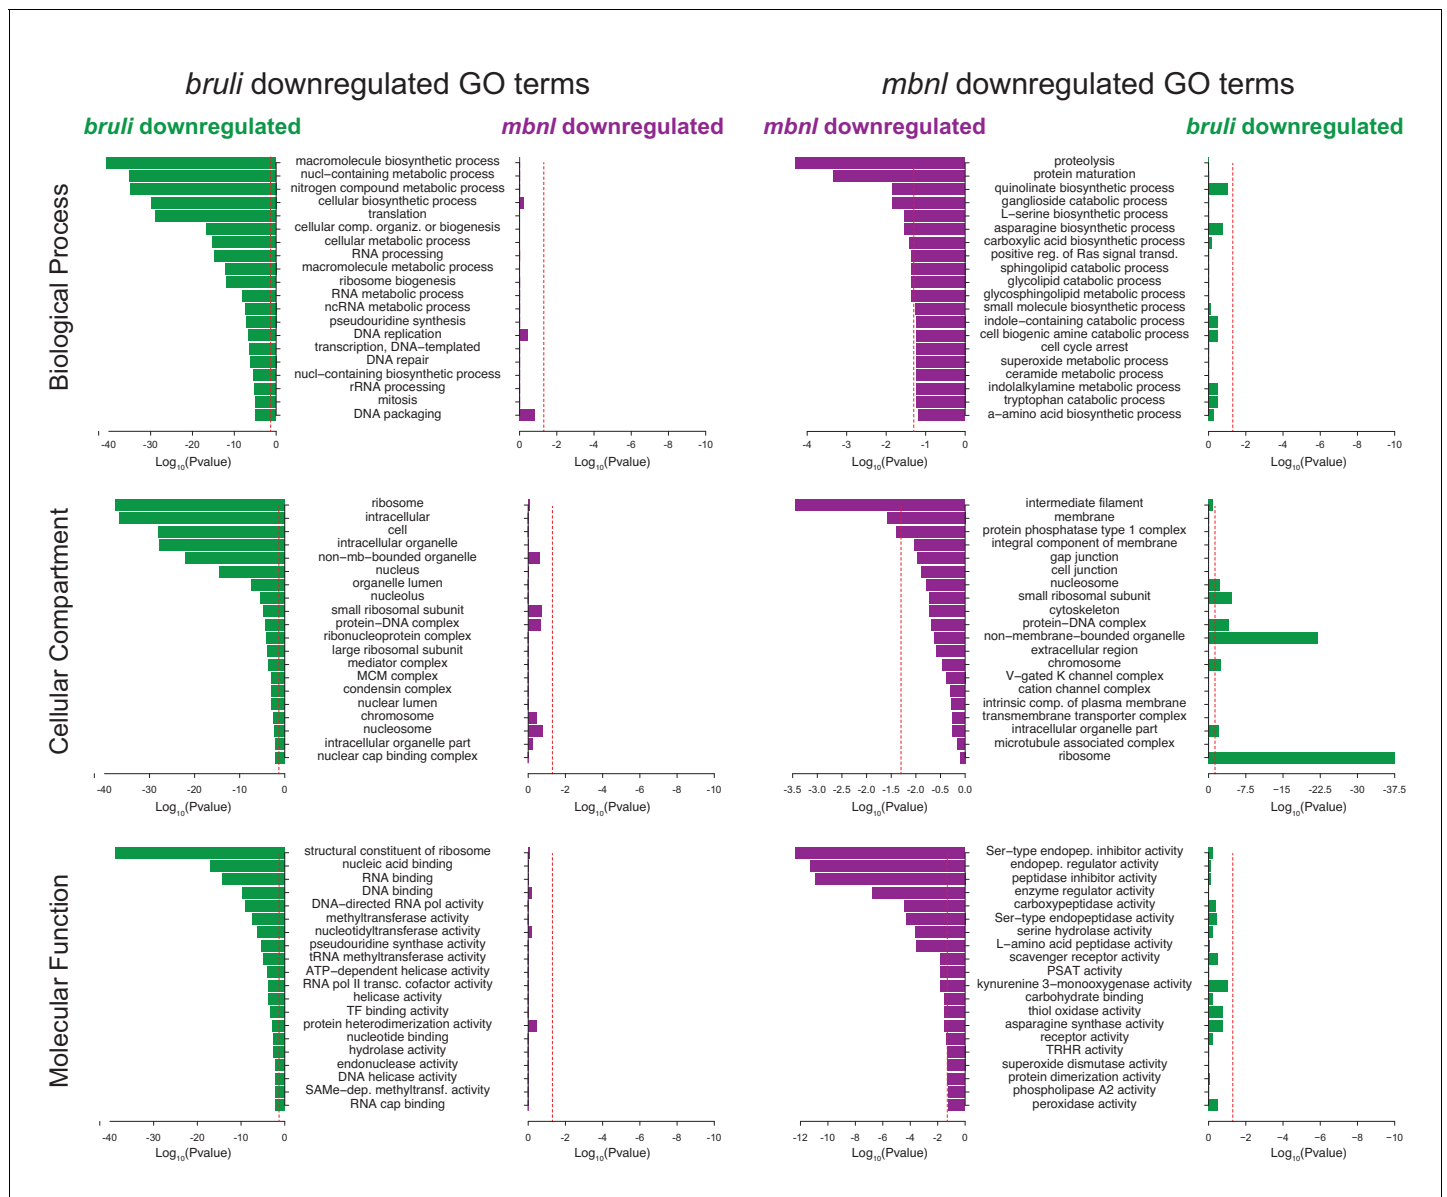 bruli downregulated GO terms
mbnl downregulated GO terms
bruli downregulated
mbnl downregulated
mbnl downregulated
bruli downregulated
Biological Process
macromolecule biosynthetic process
nucl−containing metabolic process
nitrogen compound metabolic process
cellular biosynthetic process
translation
cellular comp. organiz. or biogenesis
cellular metabolic process
RNA processing
macromolecule metabolic process
ribosome biogenesis
RNA metabolic process
ncRNA metabolic process
pseudouridine synthesis
DNA replication
transcription, DNA−templated
DNA repair
nucl−containing biosynthetic process
rRNA processing
mitosis
DNA packaging
-40 -30 -20 -10 0
Log10(Pvalue)
0 -2 -4 -6 -8 -10
Log10(Pvalue)
proteolysis
protein maturation
quinolinate biosynthetic process
ganglioside catabolic process
L−serine biosynthetic process
asparagine biosynthetic process
carboxylic acid biosynthetic process
positive reg. of Ras signal transd.
sphingolipid catabolic process
glycolipid catabolic process
glycosphingolipid metabolic process
small molecule biosynthetic process
indole−containing catabolic process
cell biogenic amine catabolic process
cell cycle arrest
superoxide metabolic process
ceramide metabolic process
indolalkylamine metabolic process
tryptophan catabolic process
a−amino acid biosynthetic process
-4 -3 -2 -1 0
Log10(Pvalue)
0 -2 -4 -6 -8 -10
Log10(Pvalue)
Cellular Compartment
ribosome
intracellular
cell
intracellular organelle
non−mb−bounded organelle
nucleus
organelle lumen
nucleolus
small ribosomal subunit
protein−DNA complex
ribonucleoprotein complex
large ribosomal subunit
mediator complex
MCM complex
condensin complex
nuclear lumen
chromosome
nucleosome
intracellular organelle part
nuclear cap binding complex
-40 -30 -20 -10 0
Log10(Pvalue)
0 -2 -4 -6 -8 -10
Log10(Pvalue)
intermediate filament
membrane
protein phosphatase type 1 complex
integral component of membrane
gap junction
cell junction
nucleosome
small ribosomal subunit
cytoskeleton
protein−DNA complex
non−membrane−bounded organelle
extracellular region
chromosome
V−gated K channel complex
cation channel complex
intrinsic comp. of plasma membrane
transmembrane transporter complex
intracellular organelle part
microtubule associated complex
ribosome
-3.5 -3.0 -2.5 -2.0 -1.5 -1.0 -0.5 0.0
Log10(Pvalue)
0 -7.5 −15 -22.5 -30 -37.5
Log10(Pvalue)
Molecular Function
structural constituent of ribosome
nucleic acid binding
RNA binding
DNA binding
DNA−directed RNA pol activity
methyltransferase activity
nucleotidyltransferase activity
pseudouridine synthase activity
tRNA methyltransferase activity
ATP−dependent helicase activity
RNA pol II transc. cofactor activity
helicase activity
TF binding activity
protein heterodimerization activity
nucleotide binding
hydrolase activity
endonuclease activity
DNA helicase activity
SAMe−dep. methyltransf. activity
RNA cap binding
-40 -30 -20 -10 0
Log10(Pvalue)
0 -2 -4 -6 -8 -10
Log10(Pvalue)
Ser−type endopep. inhibitor activity
endopep. regulator activity
peptidase inhibitor activity
enzyme regulator activity
carboxypeptidase activity
Ser−type endopeptidase activity
serine hydrolase activity
L−amino acid peptidase activity
scavenger receptor activity
PSAT activity
kynurenine 3−monooxygenase activity
carbohydrate binding
thiol oxidase activity
asparagine synthase activity
receptor activity
TRHR activity
superoxide dismutase activity
protein dimerization activity
phospholipase A2 activity
peroxidase activity
-12 -10 -8 -6 -4 -2 0
Log10(Pvalue)
0 −2 −4 −6 −8 −10
Log10(Pvalue)